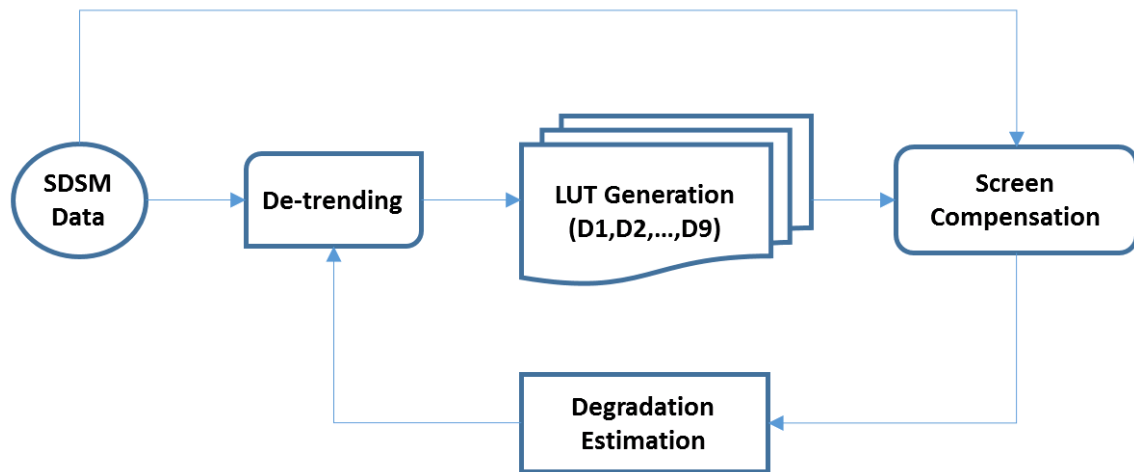 SDSM
Data
De-trending
LUT Generation
(D1,D2,...,D9)
Screen
Compensation
Degradation
Estimation